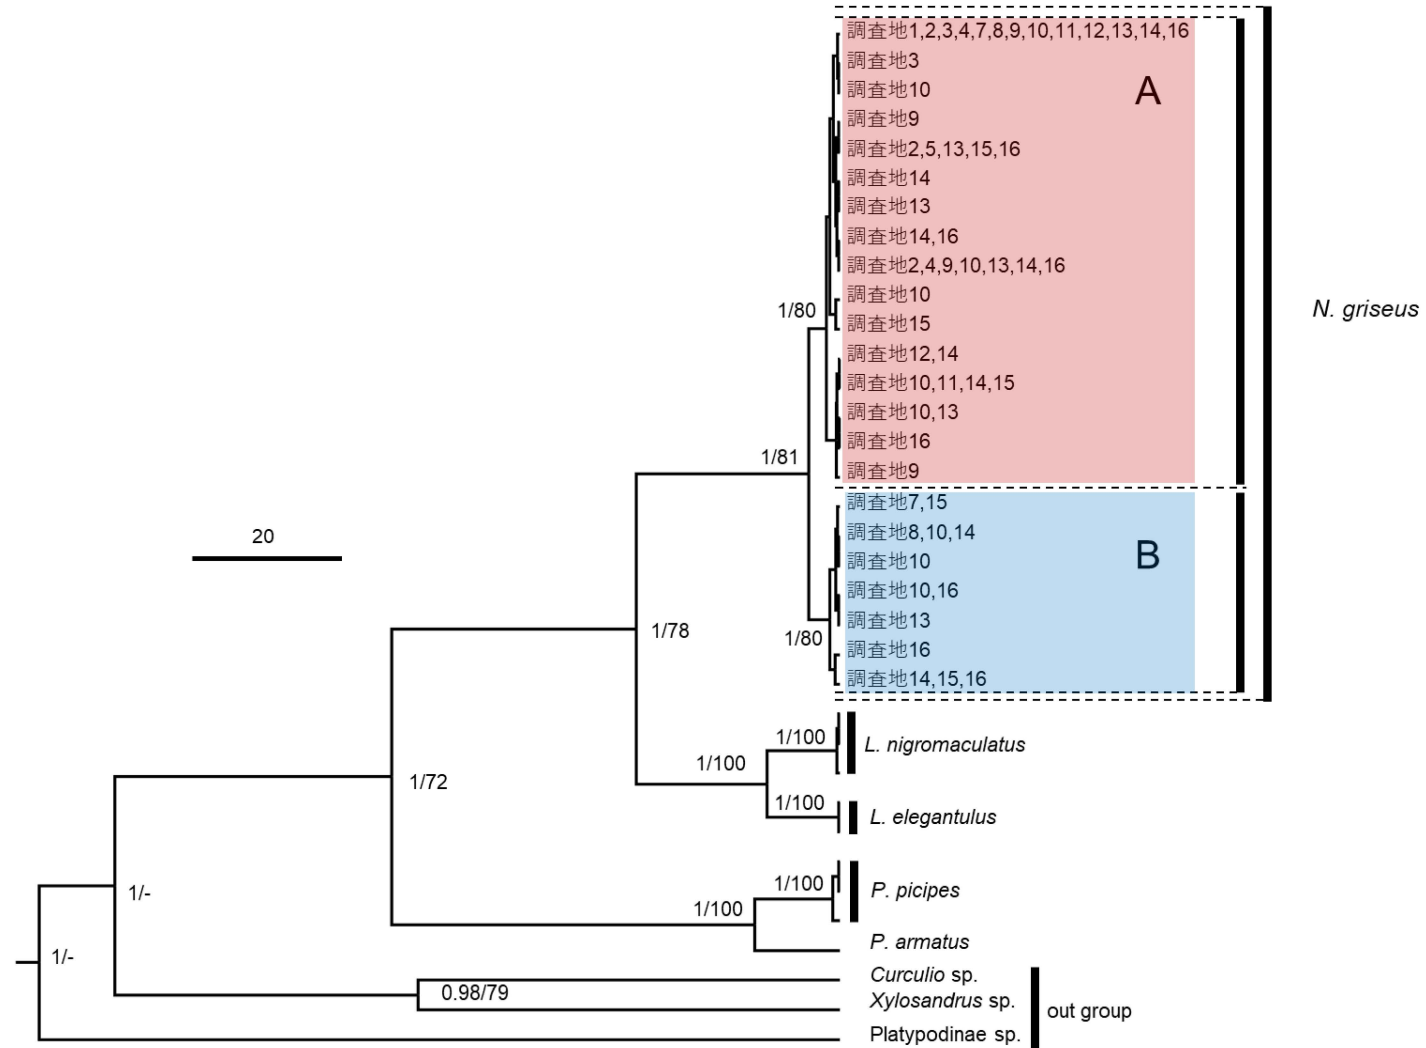 調査地1,2,3,4,7,8,9,10,11,12,13,14,16
調査地3
A
調査地10
調査地9
調査地2,5,13,15,16
調査地14
調査地13
調査地14,16
調査地2,4,9,10,13,14,16
調査地10
N. griseus
1/80
調査地15
調査地12,14
調査地10,11,14,15
調査地10,13
調査地16
1/81
調査地9
調査地7,15
調査地8,10,14
20
B
調査地10
調査地10,16
調査地13
1/78
1/80
調査地16
調査地14,15,16
1/100
L. nigromaculatus
1/100
1/72
1/100
L. elegantulus
1/100
P. picipes
1/-
1/100
P. armatus
1/-
Curculio sp.
0.98/79
Xylosandrus sp.
out group
Platypodinae sp.